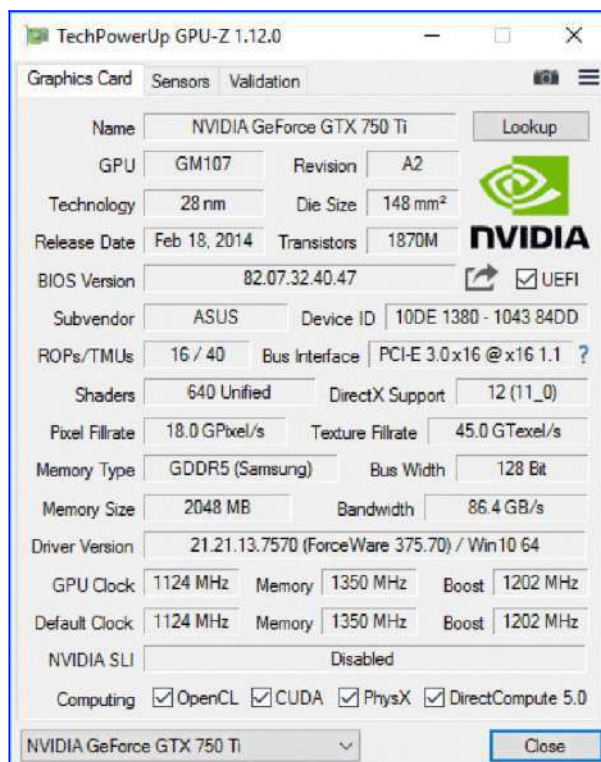 TechPowerUp GPU-Z 1.12.0
Graphics Card Sensors Validation
Name NVIDIA GeForce GTX 750 Ti Lookup
GPU GM107 Revision A2
Technology 28 nm Die Size 148 mm²
Release Date Feb 18, 2014 Transistors 1870M
NVIDIA
BIOS Version 82.07.32.40.47 UEFI
Subvendor ASUS Device ID 10DE 1380 - 1043 84DD
ROPs/TMUs 16 / 40 Bus Interface PCI-E 3.0 x16 @ x16 1.1 ?
Shaders 640 Unified DirectX Support 12 (11_0)
Pixel Fillrate 18.0 GPixel/s Texture Fillrate 45.0 GTexel/s
Memory Type GDDR5 (Samsung) Bus Width 128 Bit
Memory Size 2048 MB Bandwidth 86.4 GB/s
Driver Version 21.21.13.7570 (ForceWare 375.70) / Win10 64
GPU Clock 1124 MHz Memory 1350 MHz Boost 1202 MHz
Default Clock 1124 MHz Memory 1350 MHz Boost 1202 MHz
NVIDIA SLI Disabled
Computing OpenCL CUDA PhysX DirectCompute 5.0
NVIDIA GeForce GTX 750 Ti Close